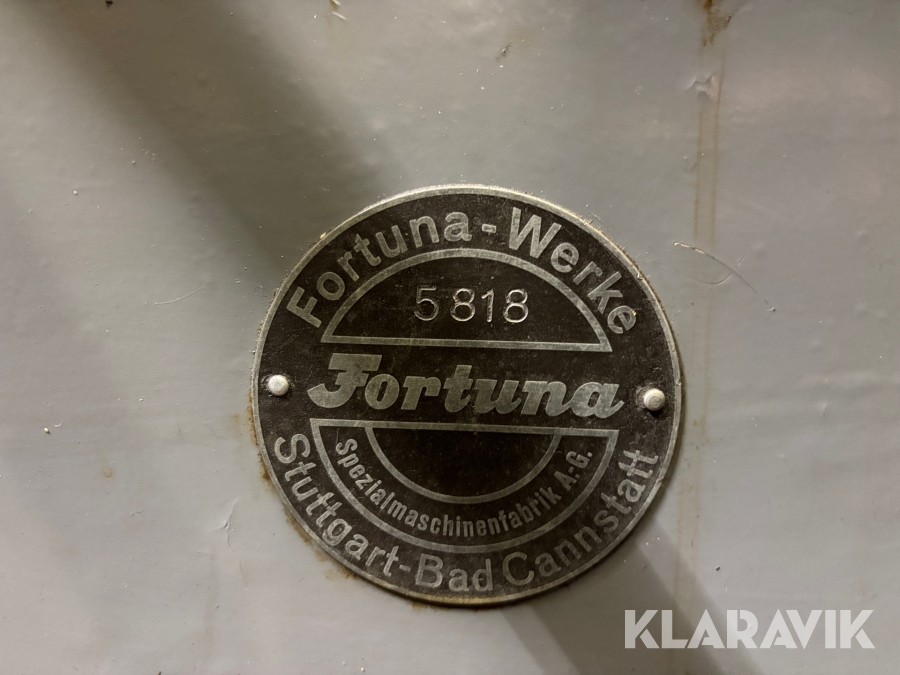 Fortuna-Werke
5818
Fortuna
Spezialmaschinenfabrik A.-G.
Stuttgart-Bad Cannstatt
KLARAVIK